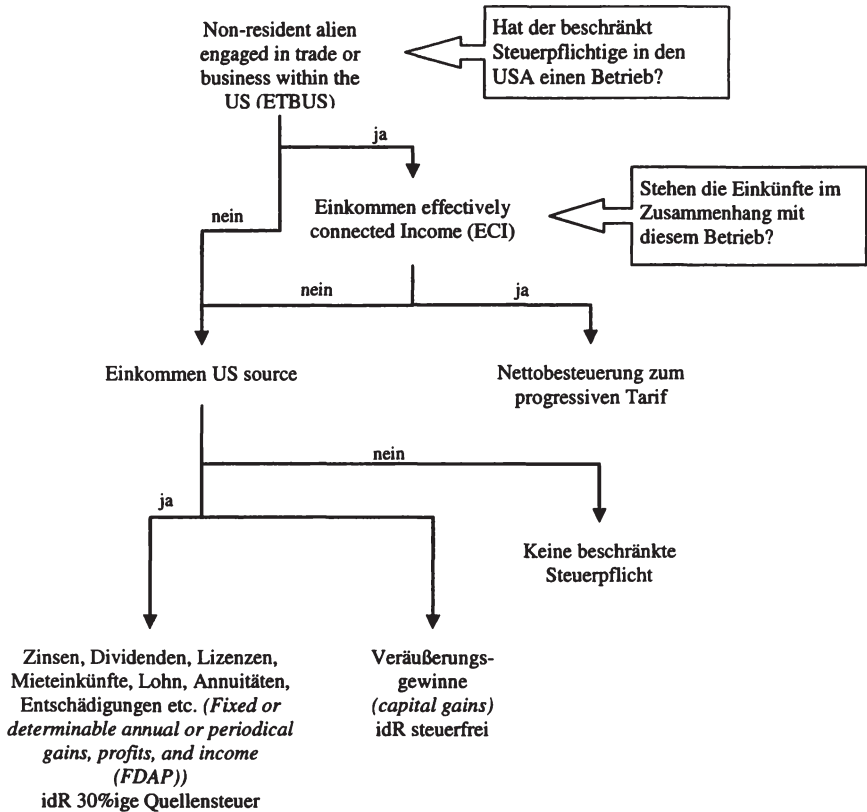 Non-resident alien
engaged in trade or
business within the
US (ETBUS)
Hat der beschränkt
Steuerpflichtige in den
USA einen Betrieb?
ja
nein
Einkommen effectively
connected Income (ECI)
Stehen die Einkünfte im
Zusammenhang mit
diesem Betrieb?
nein
ja
Einkommen US source
Nettobesteuerung zum
progressiven Tarif
nein
ja
Keine beschränkte
Steuerpflicht
Zinsen, Dividenden, Lizenzen,
Mieteinkünfte, Lohn, Annuitäten,
Entschädigungen etc. (Fixed or
determinable annual or periodical
gains, profits, and income
(FDAP))
idR 30%ige Quellensteuer
Veräußerungs-
gewinne
(capital gains)
idR steuerfrei